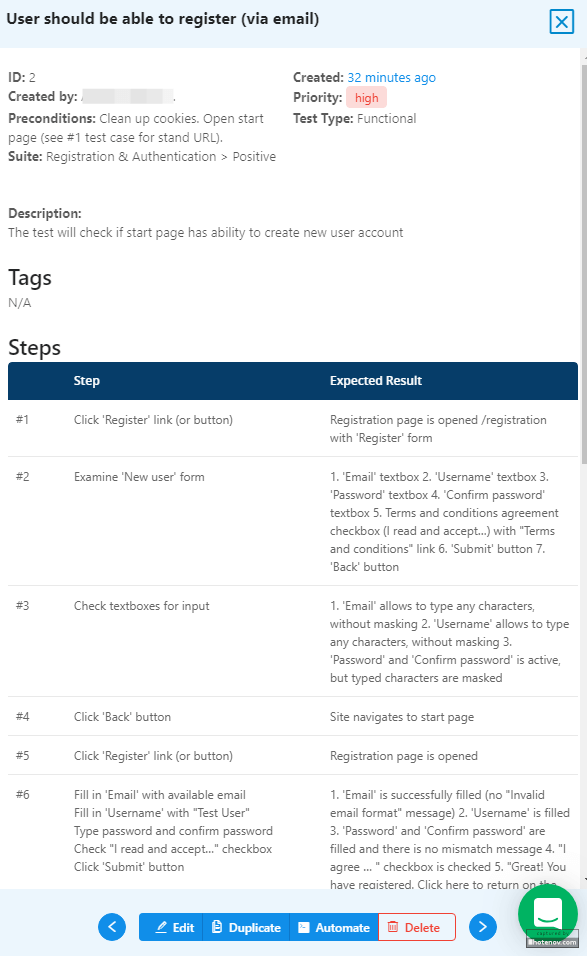 User should be able to register (via email)
ID: 2
Created by:
Preconditions: Clean up cookies. Open start
page (see #1 test case for stand URL).
Suite: Registration & Authentication > Positive
Created: 32 minutes ago
Priority: high
Test Type: Functional
Description:
The test will check if start page has ability to create new user account
Tags
N/A
Steps
Step Expected Result
#1 Click 'Register' link (or button)
Registration page is opened /registration
with 'Register' form
#2 Examine 'New user' form
1. 'Email' textbox 2. 'Username' textbox 3.
'Password' textbox 4. 'Confirm password'
textbox 5. Terms and conditions agreement
checkbox (I read and accept...) with "Terms
and conditions" link 6. 'Submit' button 7.
'Back' button
#3 Check textboxes for input
1. 'Email' allows to type any characters,
without masking 2. 'Username' allows to type
any characters, without masking 3.
'Password' and 'Confirm password' is active,
but typed characters are masked
#4 Click 'Back' button
Site navigates to start page
#5 Click 'Register' link (or button)
Registration page is opened
#6 Fill in 'Email' with available email
Fill in 'Username' with "Test User"
Type password and confirm password
Check "I read and accept..." checkbox
Click 'Submit' button
1. 'Email' is successfully filled (no "Invalid
email format" message) 2. 'Username' is filled
3. 'Password' and 'Confirm password' are
filled and there is no mismatch message 4. "I
agree ... " checkbox is checked 5. "Great! You
have registered. Click here to return on the
Edit Duplicate Automate Delete
captured by
hotenov.com